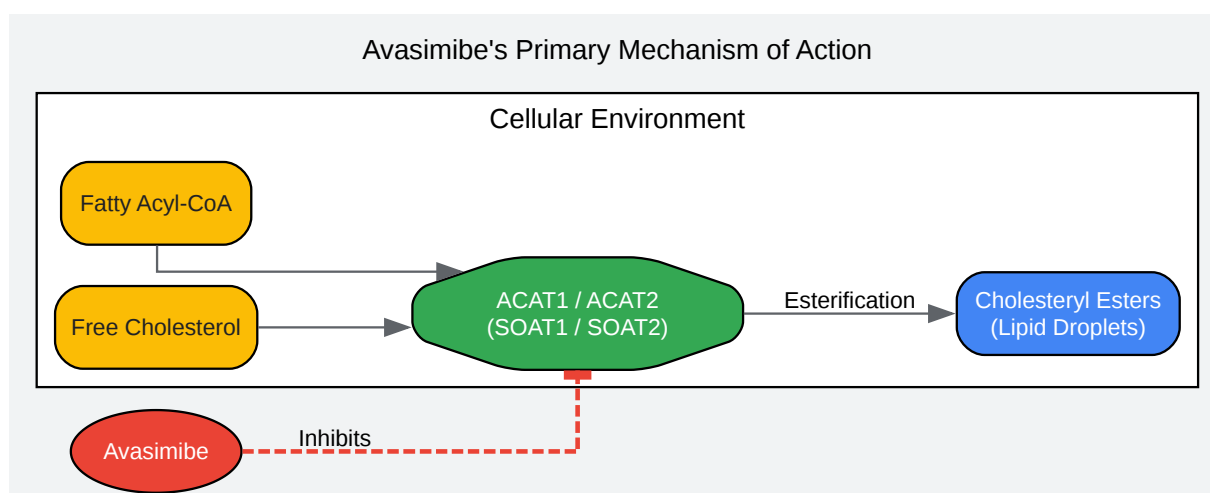 Avasimibe's Primary Mechanism of Action
Cellular Environment
Fatty Acyl-CoA
Free Cholesterol
ACAT1 / ACAT2
(SOAT1 / SOAT2)
Esterification
Cholesteryl Esters
(Lipid Droplets)
Avasimibe
Inhibits